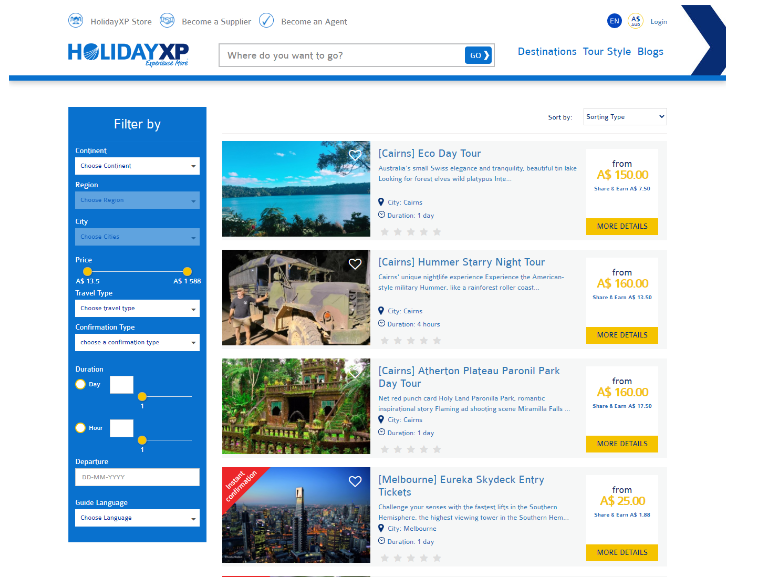 HolidayXP Store
Become a Supplier
Become an Agent
EN
A$
AUD
Login
HOLIDAYXP
Experience More
Where do you want to go?
GO ❯
Destinations Tour Style Blogs
Filter by
Continent
Choose Continent
Region
Choose Region
City
Choose Cities
Price
A$ 13.5
A$ 1 588
Travel Type
Choose travel type
Confirmation Type
choose a confirmation type
Duration
Day
1
Hour
1
Departure
DD-MM-YYYY
Guide Language
Choose Language
Sort by:
Sorting Type
[Cairns] Eco Day Tour
Australia's small Swiss elegance and tranquility, beautiful tin lake
Looking for forest elves wild platypus Inte...
City: Cairns
Duration: 1 day
from
A$ 150.00
Share & Earn A$ 7.50
MORE DETAILS
[Cairns] Hummer Starry Night Tour
Cairns' unique nightlife experience Experience the American-
style military Hummer, like a rainforest roller coast...
City: Cairns
Duration: 4 hours
from
A$ 160.00
Share & Earn A$ 13.50
MORE DETAILS
[Cairns] Atherton Plateau Paronil Park
Day Tour
Net red punch card Holy Land Paronilla Park, romantic
inspirational story Flaming ad shooting scene Miramilla Falls ...
City: Cairns
Duration: 1 day
from
A$ 160.00
Share & Earn A$ 17.50
MORE DETAILS
Instant
confirmation
[Melbourne] Eureka Skydeck Entry
Tickets
Challenge your senses with the fastest lifts in the Southern
Hemisphere, the highest viewing tower in the Southern Hem...
City: Melbourne
Duration: 1 day
from
A$ 25.00
Share & Earn A$ 1.88
MORE DETAILS